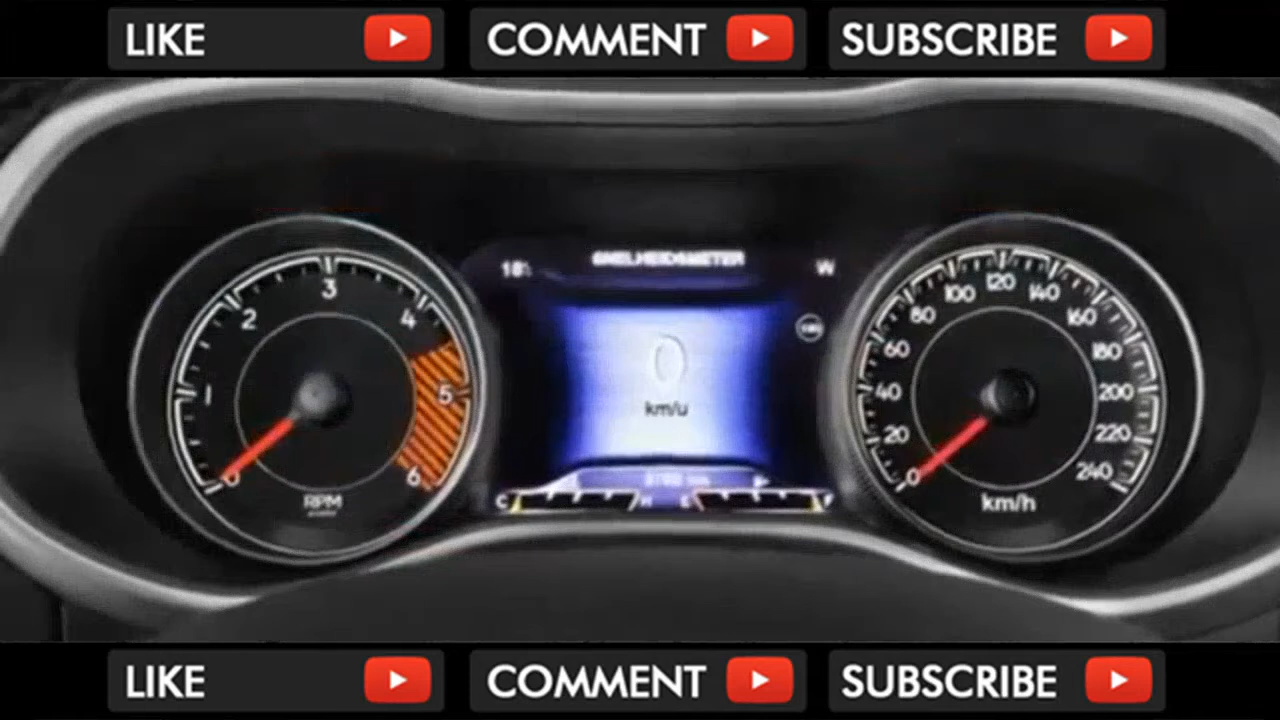 LIKE COMMENT SUBSCRIBE
18° SNELHEIDSMETER W
0
km/u
C H E F
0 1 2 3 4 5 6
RPM
0 20 40 60 80 100 120 140 160 180 200 220 240
km/h
LIKE COMMENT SUBSCRIBE